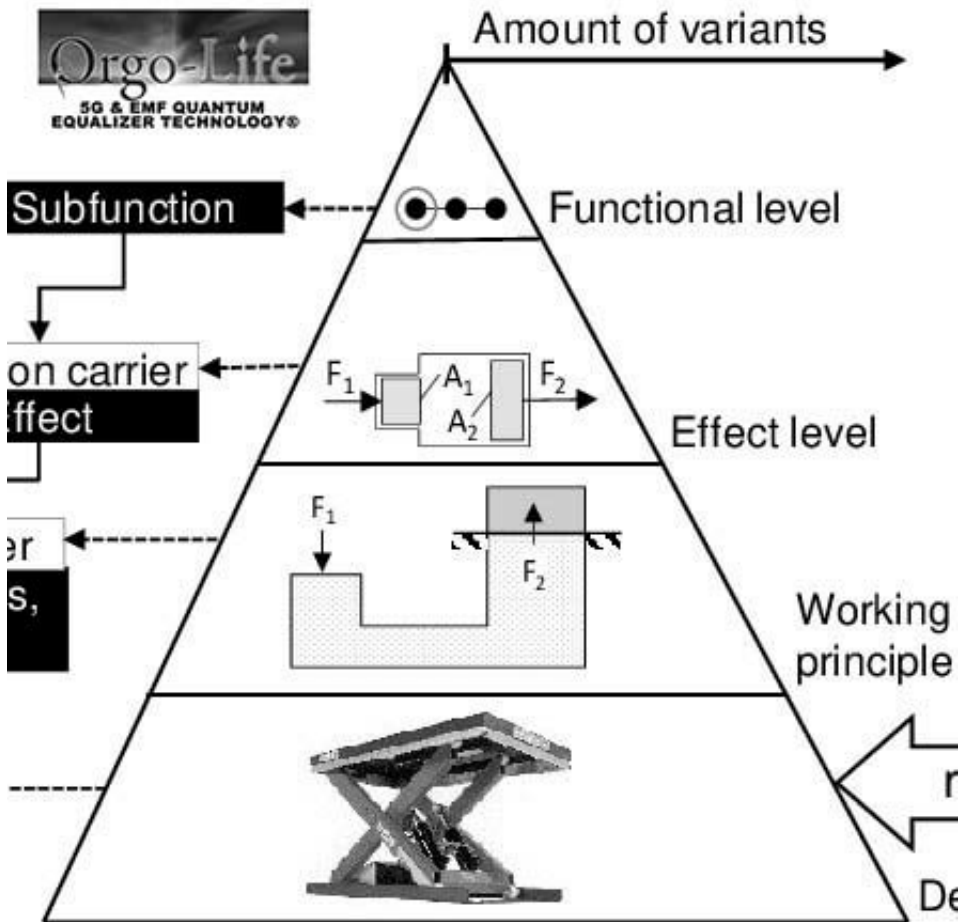 Orgo-Life
5G & EMF QUANTUM
EQUALIZER TECHNOLOGY®
Amount of variants
Subfunction
Functional level
on carrier
Effect
F₁
A₁
A₂
F₂
Effect level
er
s,
F₁
F₂
Working
principle
r
De